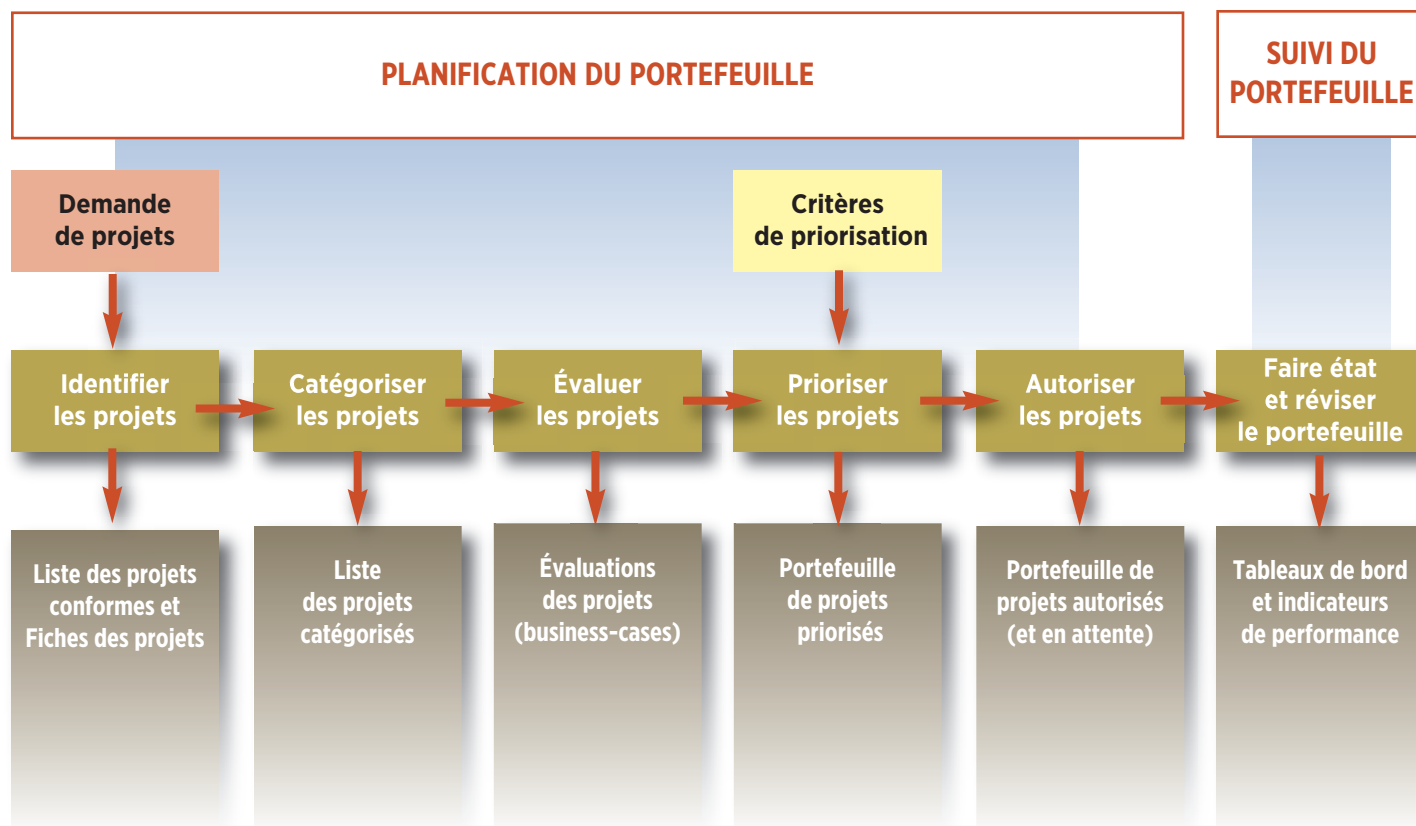 PLANIFICATION DU PORTEFEUILLE
SUIVI DU
PORTEFEUILLE
Demande
de projets
Critères
de priorisation
Identifier
les projets
Catégoriser
les projets
Évaluer
les projets
Prioriser
les projets
Autoriser
les projets
Faire état
et réviser
le portefeuille
Liste des projets
conformes et
Fiches des projets
Liste
des projets
catégorisés
Évaluations
des projets
(business-cases)
Portefeuille
de projets
priorisés
Portefeuille de
projets autorisés
(et en attente)
Tableaux de bord
et indicateurs
de performance